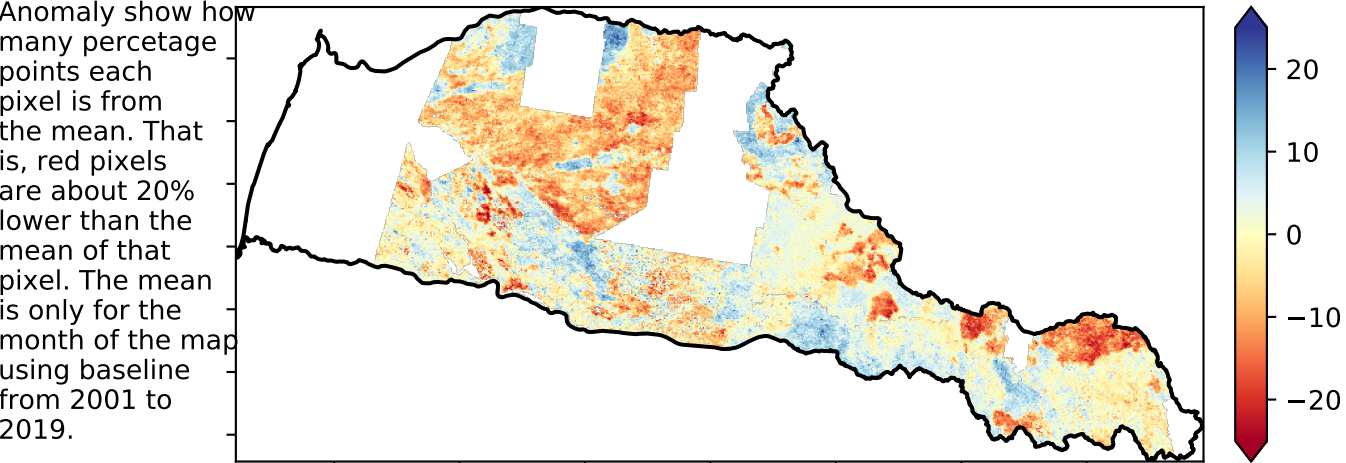 Anomaly show how
many percetage
points each
pixel is from
the mean. That
is, red pixels
are about 20%
lower than the
mean of that
pixel. The mean
is only for the
month of the map
using baseline
from 2001 to
2019.
20
10
0
−10
−20